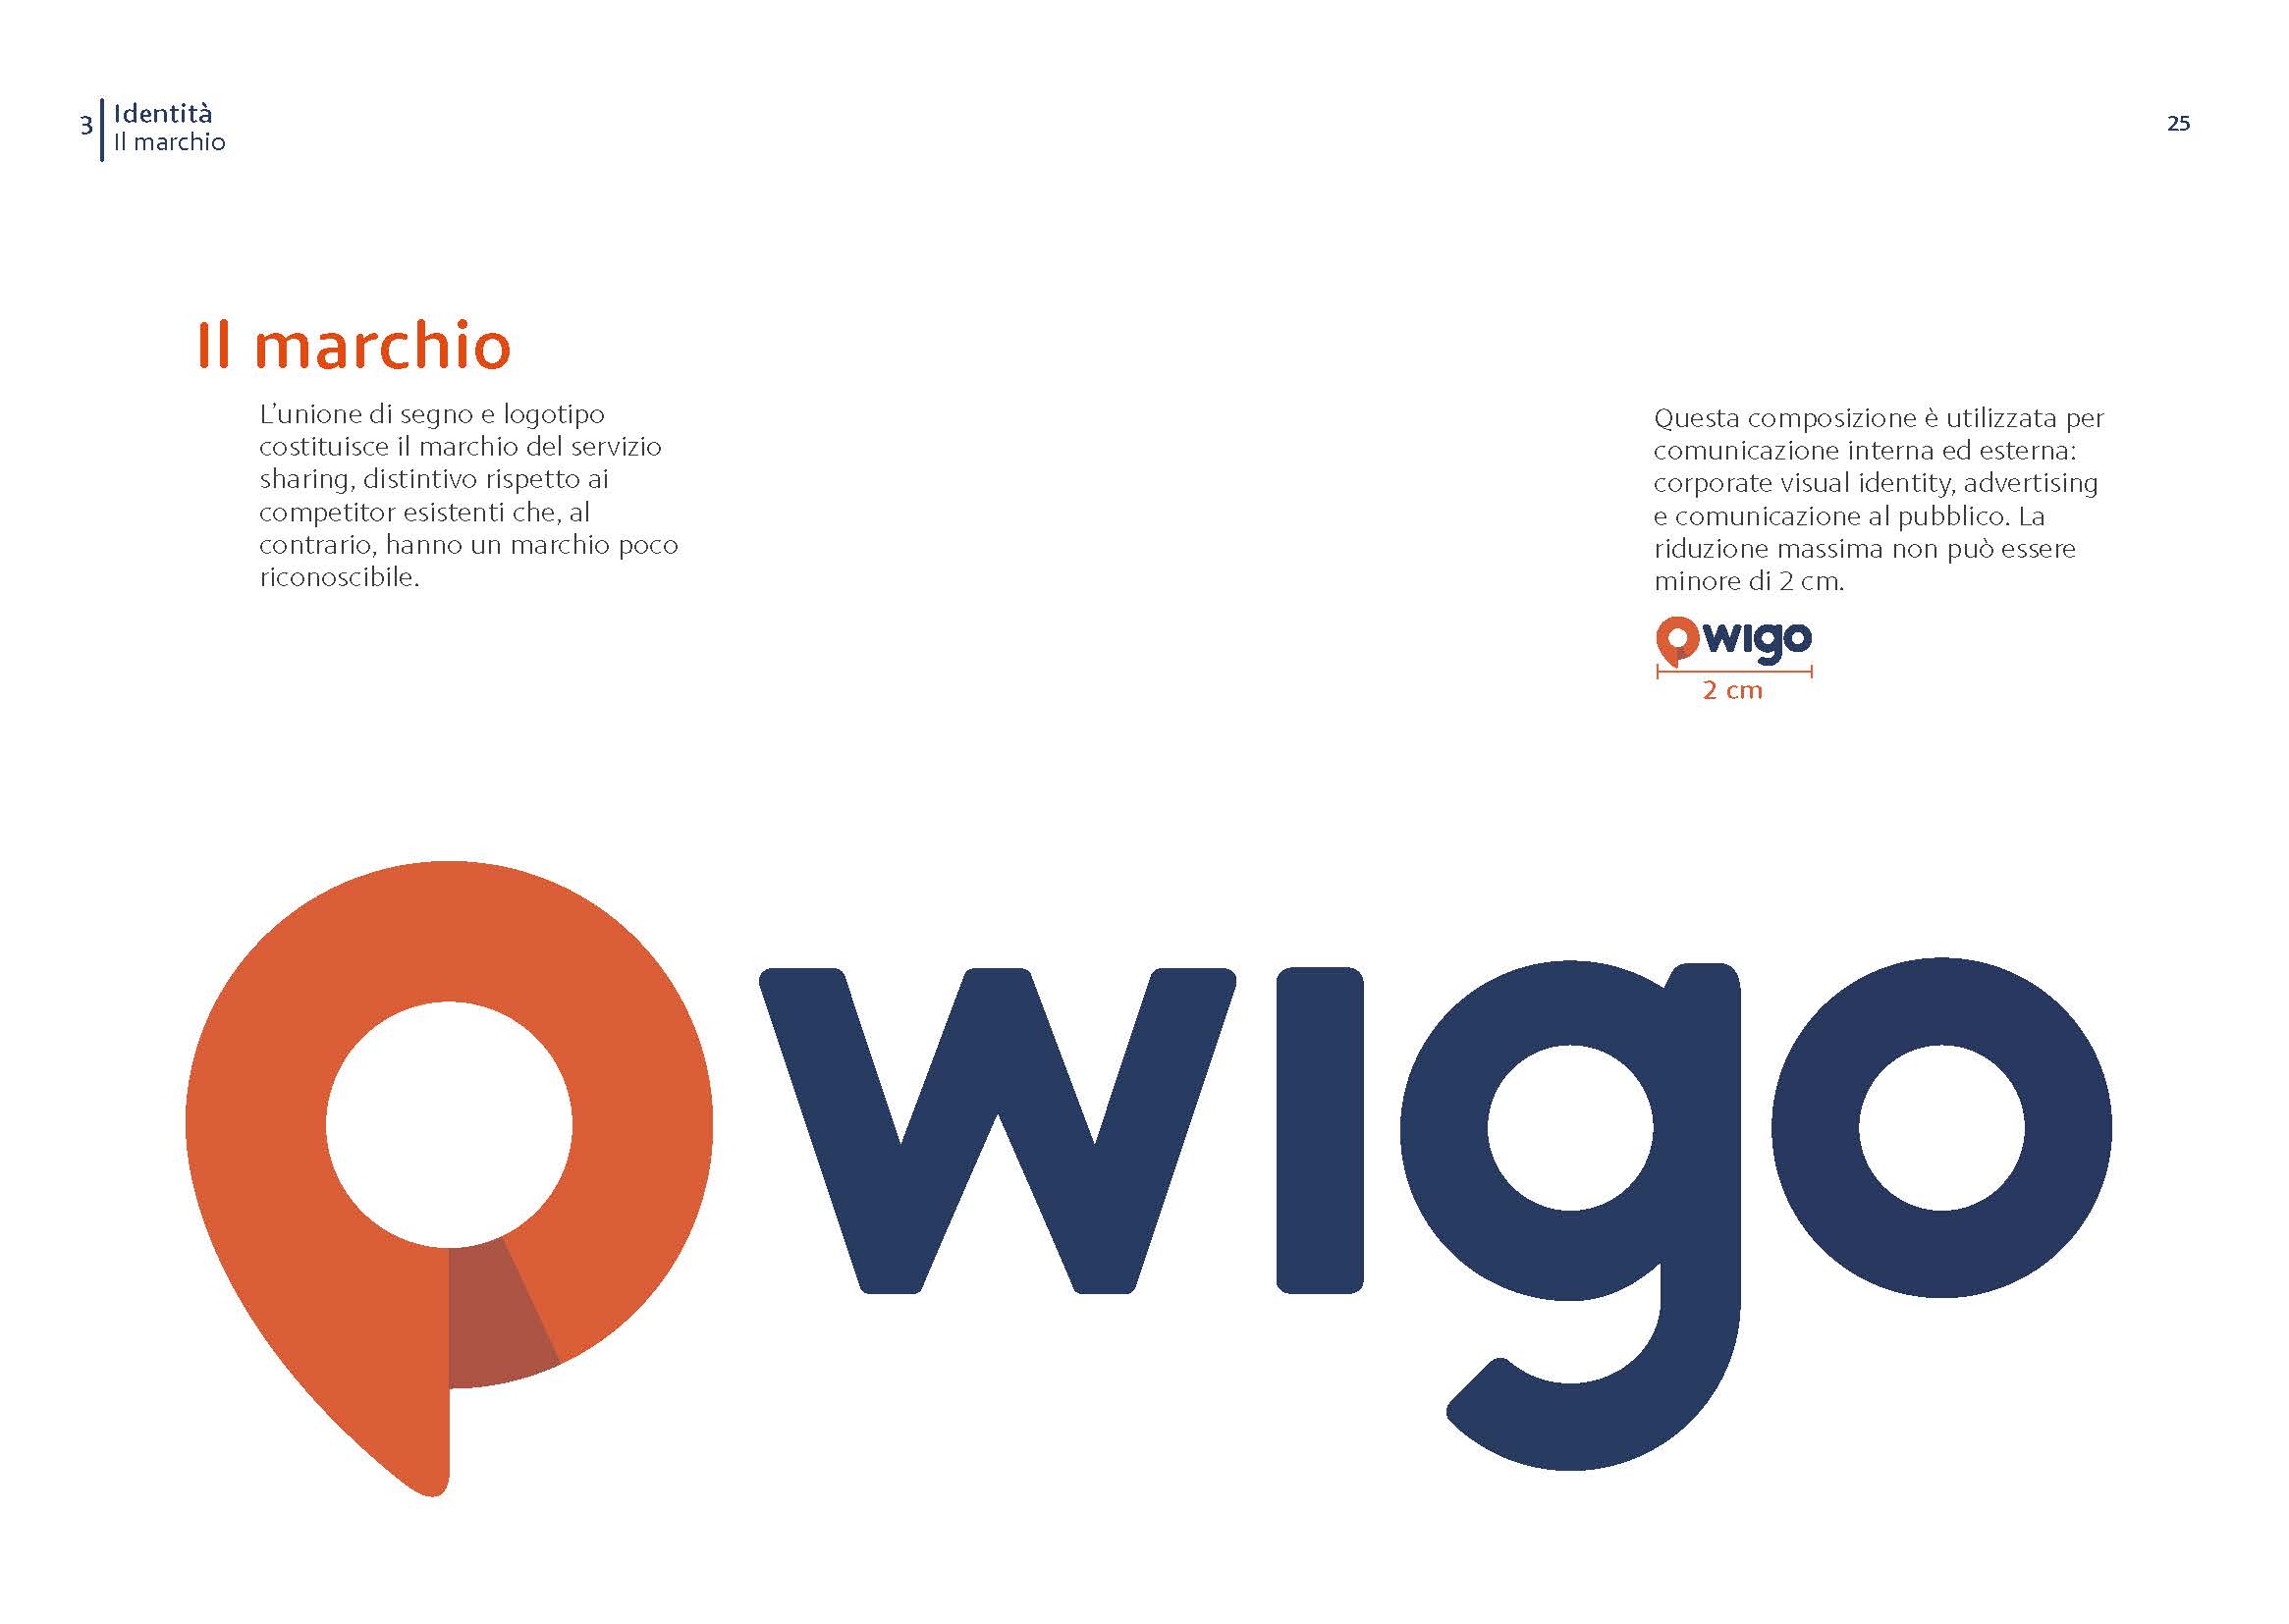 3
Identità
Il marchio
25
Il marchio
L’unione di segno e logotipo
costituisce il marchio del servizio
sharing, distintivo rispetto ai
competitor esistenti che, al
contrario, hanno un marchio poco
riconoscibile.
Questa composizione è utilizzata per
comunicazione interna ed esterna:
corporate visual identity, advertising
e comunicazione al pubblico. La
riduzione massima non può essere
minore di 2 cm.
wigo
2 cm
wigo